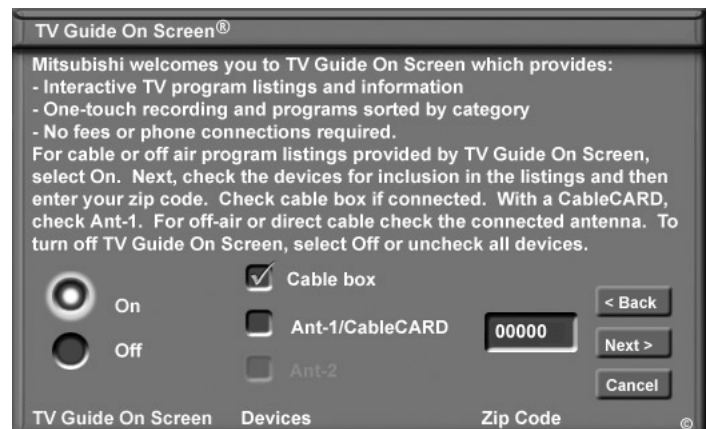 TV Guide On Screen®
Mitsubishi welcomes you to TV Guide On Screen which provides:
- Interactive TV program listings and information
- One-touch recording and programs sorted by category
- No fees or phone connections required.
For cable or off air program listings provided by TV Guide On Screen,
select On. Next, check the devices for inclusion in the listings and then
enter your zip code. Check cable box if connected. With a CableCARD,
check Ant-1. For off-air or direct cable check the connected antenna. To
turn off TV Guide On Screen, select Off or uncheck all devices.
On
Off
TV Guide On Screen
Cable box
Ant-1/CableCARD
Ant-2
Devices
00000
Zip Code
< Back
Next >
Cancel
©